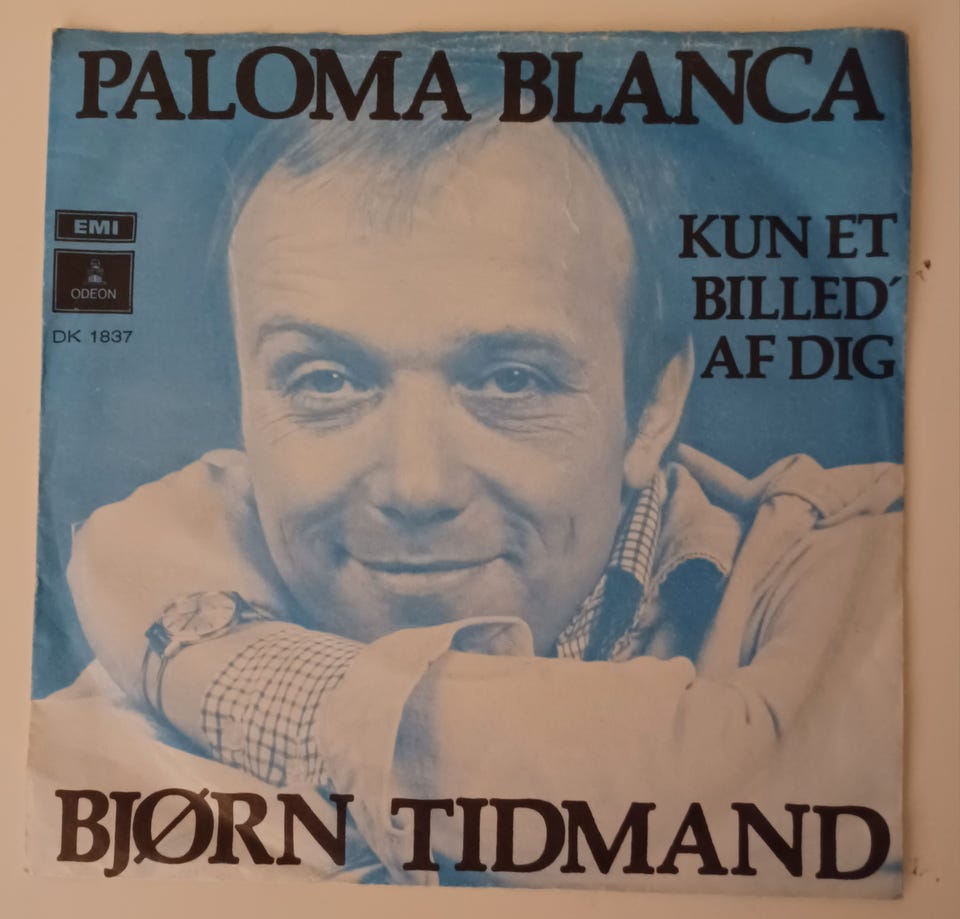 PALOMA BLANCA
EMI
ODEON
DK 1837
KUN ET
BILLED´
AF DIG
BJØRN TIDMAND